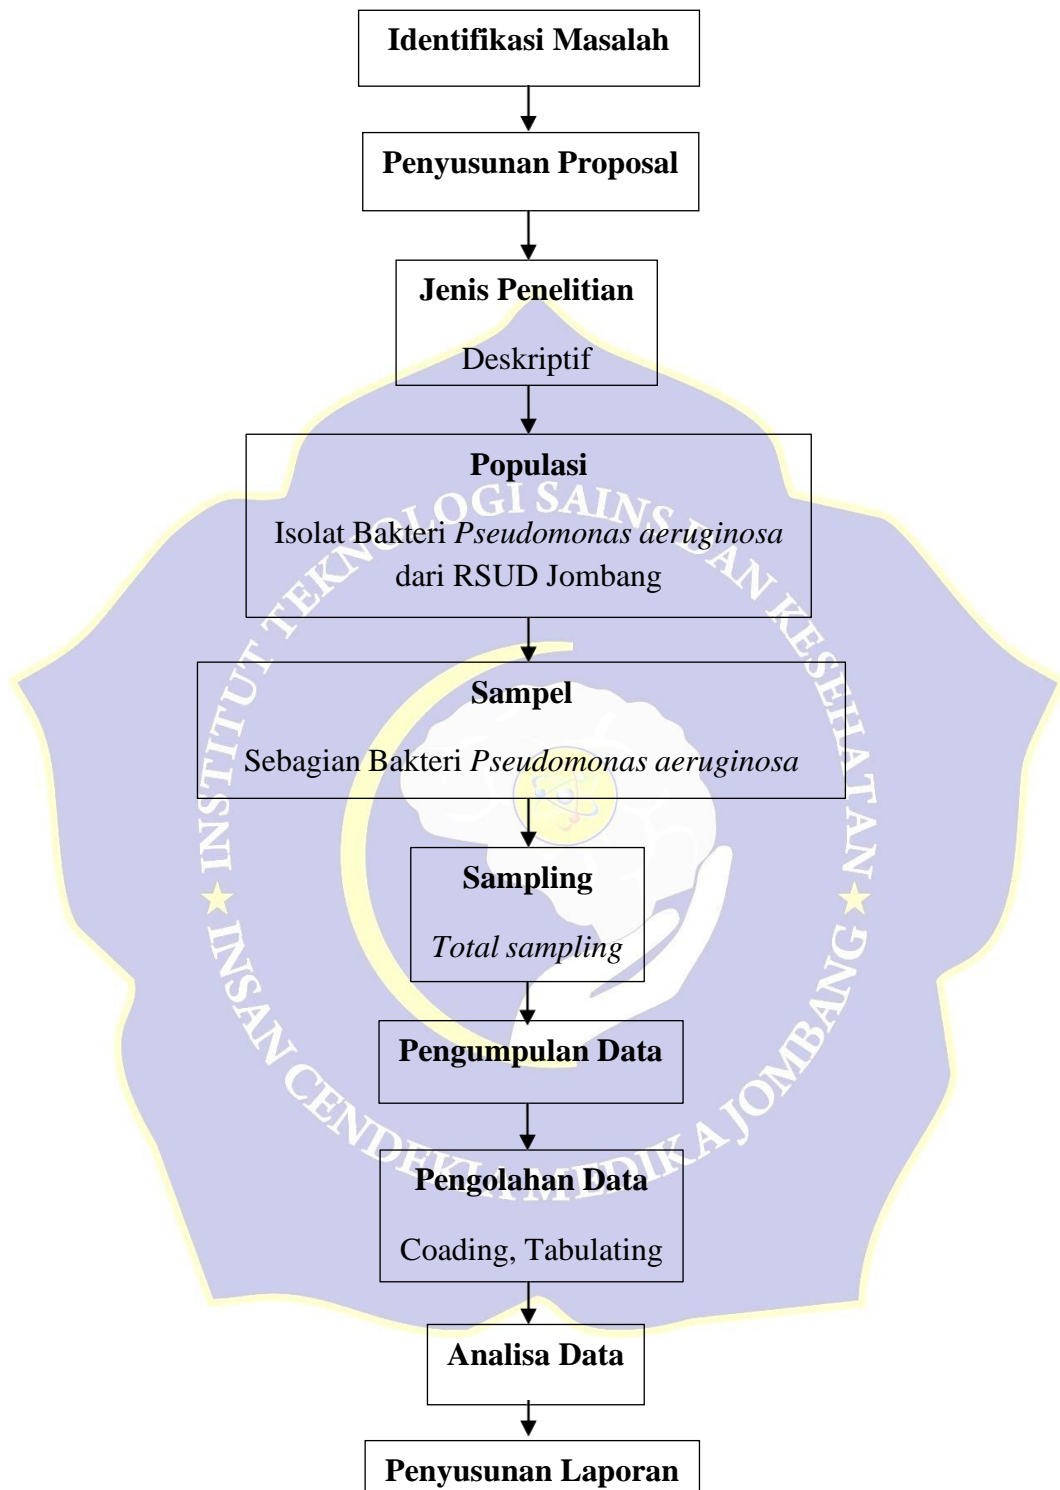 Identifikasi Masalah
Penyusunan Proposal
Jenis Penelitian
Deskriptif
Populasi
Isolat Bakteri Pseudomonas aeruginosa
dari RSUD Jombang
Sampel
Sebagian Bakteri Pseudomonas aeruginosa
Sampling
Total sampling
Pengumpulan Data
Pengolahan Data
Coading, Tabulating
Analisa Data
Penyusunan Laporan
INSTITUT TEKNOLOGI SAINS DAN KESEHATAN
INSAN CENDEKIA MEDIKA JOMBANG